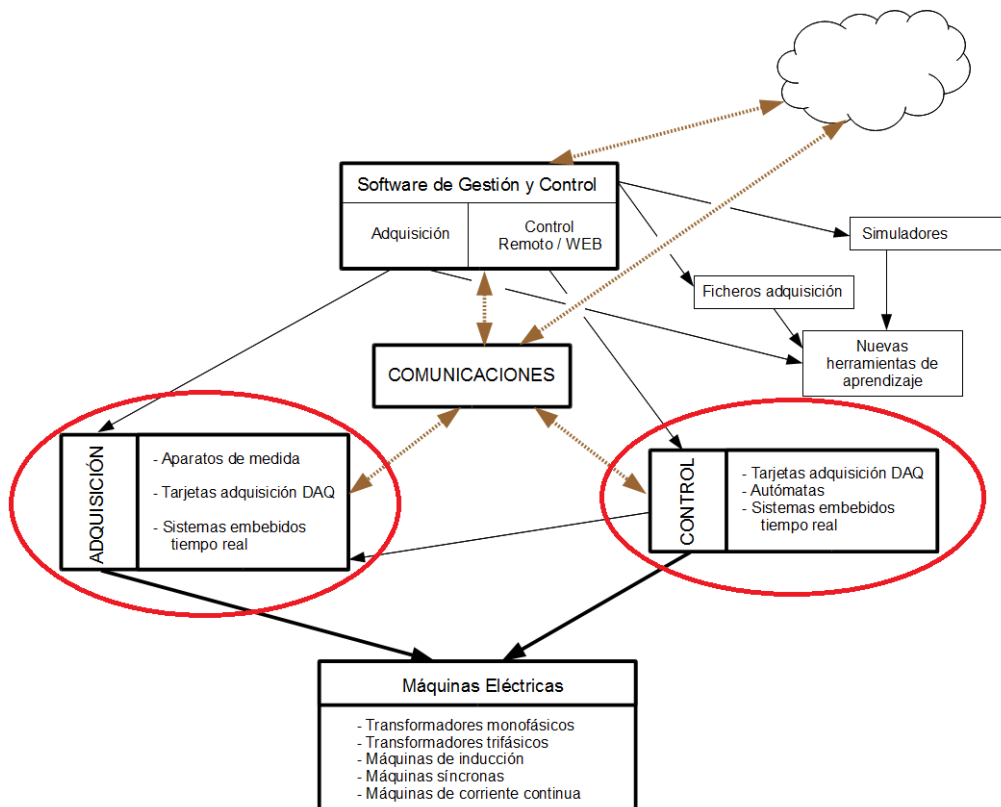 Software de Gestión y Control
Adquisición
Control
Remoto / WEB
Simuladores
Ficheros adquisición
Nuevas
herramientas de
aprendizaje
COMUNICACIONES
ADQUISICIÓN
- Aparatos de medida
- Tarjetas adquisición DAQ
- Sistemas embebidos
tiempo real
CONTROL
- Tarjetas adquisición DAQ
- Autómatas
- Sistemas embebidos
tiempo real
Máquinas Eléctricas
- Transformadores monofásicos
- Transformadores trifásicos
- Máquinas de inducción
- Máquinas síncronas
- Máquinas de corriente continua